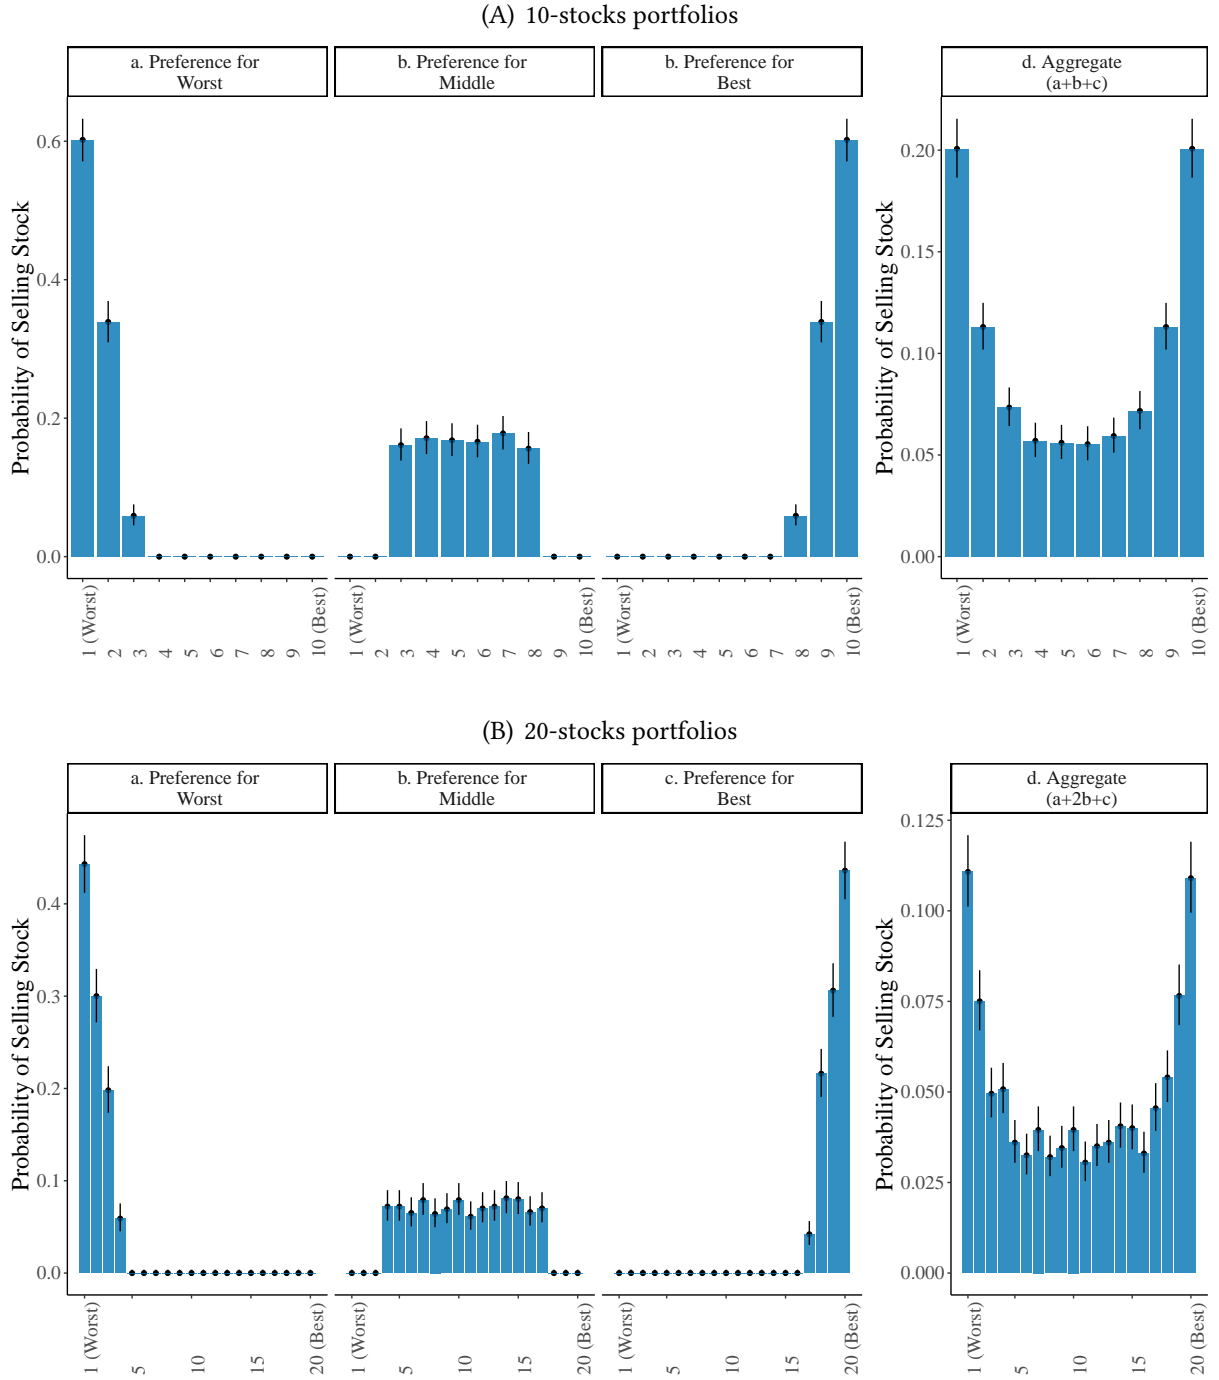 (A) 10-stocks portfolios
a. Preference for
Worst
b. Preference for
Middle
b. Preference for
Best
d. Aggregate
(a+b+c)
Probability of Selling Stock
0.6
0.4
0.2
0.0
1 (Worst)
2
3
4
5
6
7
8
9
10 (Best)
1 (Worst)
2
3
4
5
6
7
8
9
10 (Best)
1 (Worst)
2
3
4
5
6
7
8
9
10 (Best)
Probability of Selling Stock
0.20
0.15
0.10
0.05
0.00
1 (Worst)
2
3
4
5
6
7
8
9
10 (Best)
(B) 20-stocks portfolios
a. Preference for
Worst
b. Preference for
Middle
c. Preference for
Best
d. Aggregate
(a+2b+c)
Probability of Selling Stock
0.4
0.3
0.2
0.1
0.0
1 (Worst)
5
10
15
20 (Best)
1 (Worst)
5
10
15
20 (Best)
1 (Worst)
5
10
15
20 (Best)
Probability of Selling Stock
0.125
0.100
0.075
0.050
0.025
0.000
1 (Worst)
5
10
15
20 (Best)